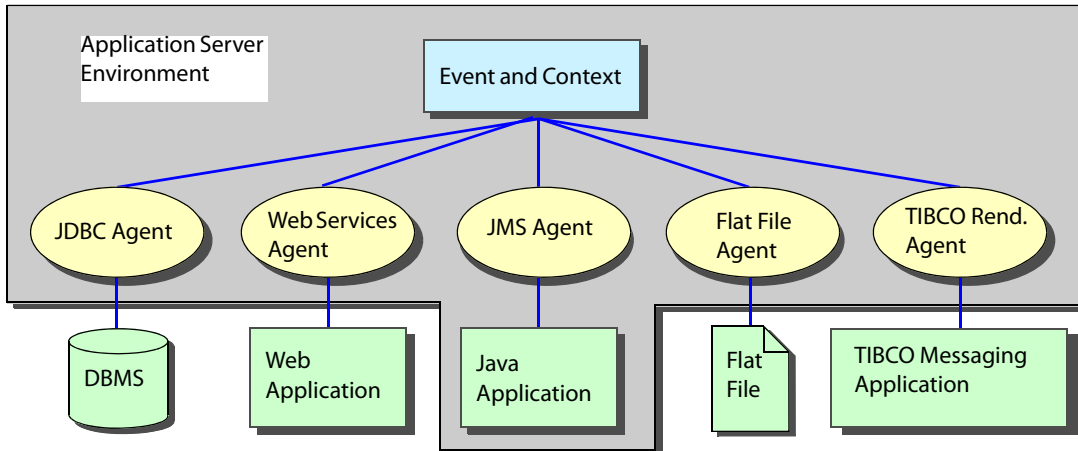 Application Server
Environment
Event and Context
JDBC Agent
Web Services
Agent
JMS Agent
Flat File
Agent
TIBCO Rend.
Agent
DBMS
Web
Application
Java
Application
Flat
File
TIBCO Messaging
Application